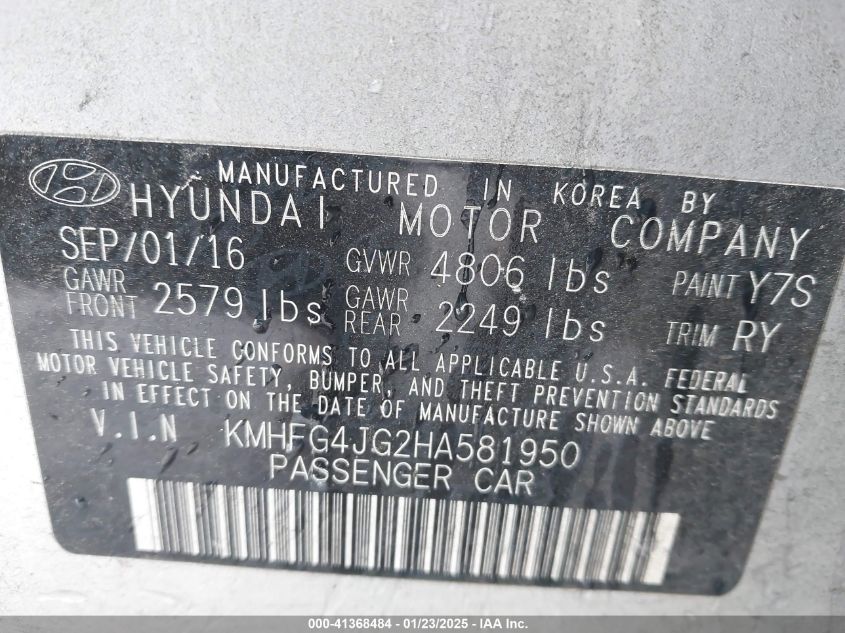 MANUFACTURED IN KOREA BY
HYUNDAI MOTOR COMPANY
SEP/01/16 GVWR 4806 lbs PAINT Y7S
GAWR FRONT 2579 lbs GAWR REAR 2249 lbs TRIM RY
THIS VEHICLE CONFORMS TO ALL APPLICABLE U.S.A. FEDERAL
MOTOR VEHICLE SAFETY, BUMPER, AND THEFT PREVENTION STANDARDS
IN EFFECT ON THE DATE OF MANUFACTURE SHOWN ABOVE
V.I.N KMHFG4JG2HA581950
PASSENGER CAR
000-41368484 - 01/23/2025 - IAAI.COM